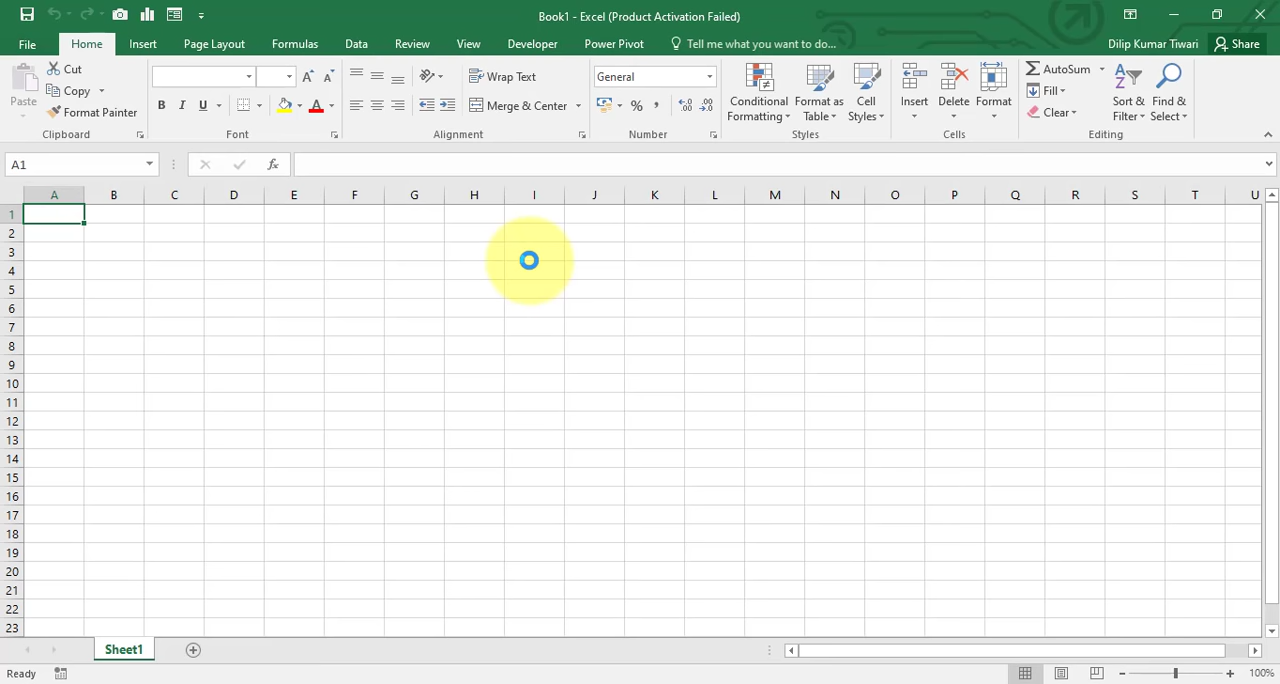 Book1 - Excel (Product Activation Failed)
File Home Insert Page Layout Formulas Data Review View Developer Power Pivot Tell me what you want to do... Dilip Kumar Tiwari Share
Paste
Cut
Copy
Format Painter
Clipboard
B I U A A A
Font
Wrap Text
Merge & Center
Alignment
General
% ,
Number
Conditional Formatting
Format as Table
Cell Styles
Styles
Insert Delete Format
Cells
AutoSum
Fill
Clear
Sort & Filter
Find & Select
Editing
A1 fx
A B C D E F G H I J K L M N O P Q R S T U
1
2
3
4
5
6
7
8
9
10
11
12
13
14
15
16
17
18
19
20
21
22
23
Sheet1
Ready 100%